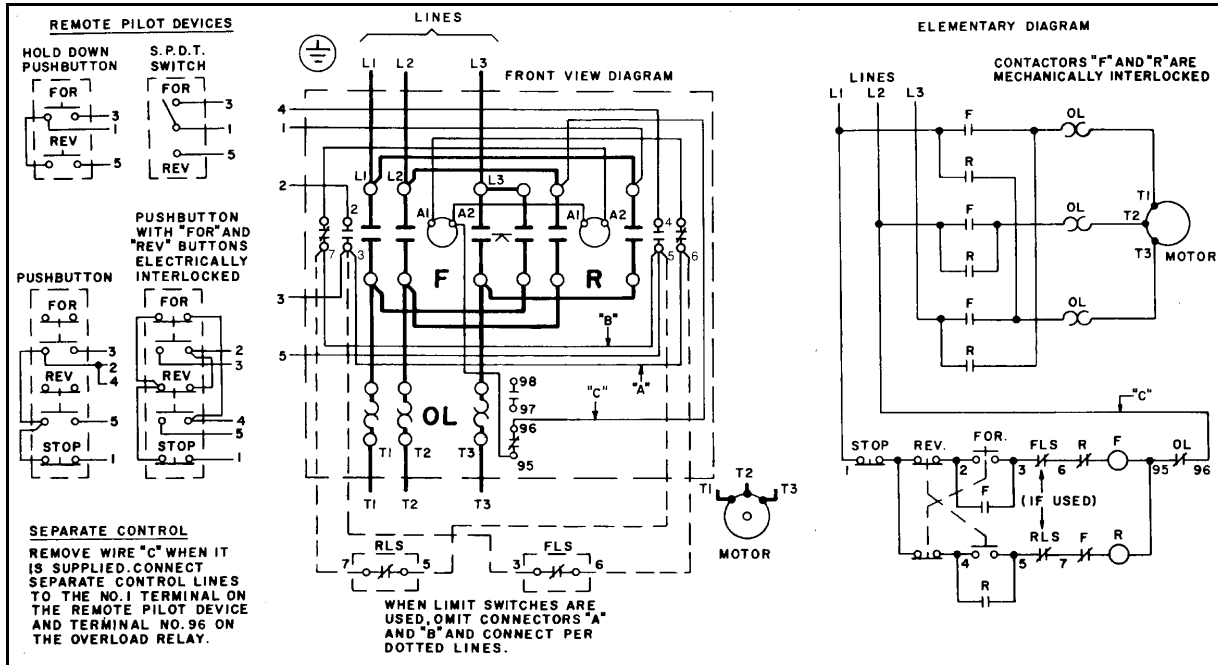 REMOTE PILOT DEVICES
HOLD DOWN
PUSHBUTTON
FOR
3
1
REV
5
S.P.D.T.
SWITCH
FOR
3
1
5
REV
PUSHBUTTON
FOR
3
2
4
REV
5
STOP
1
PUSHBUTTON
WITH "FOR" AND
"REV" BUTTONS
ELECTRICALLY
INTERLOCKED
FOR
2
3
REV
4
5
STOP
1
SEPARATE CONTROL
REMOVE WIRE "C" WHEN IT
IS SUPPLIED. CONNECT
SEPARATE CONTROL LINES
TO THE NO. 1 TERMINAL ON
THE REMOTE PILOT DEVICE
AND TERMINAL NO. 96 ON
THE OVERLOAD RELAY.
LINES
L1 L2 L3
FRONT VIEW DIAGRAM
4
1
2
3
5
L1 L2 L3
A1 A2 A1 A2
2 4
7 3 5 6
F R
"B"
"A"
"C"
98
97
96
95
OL
T1 T2 T3
T1 T2 T3
RLS
7 5
FLS
3 6
WHEN LIMIT SWITCHES ARE
USED, OMIT CONNECTORS "A"
AND "B" AND CONNECT PER
DOTTED LINES.
T1 T2 T3
MOTOR
ELEMENTARY DIAGRAM
CONTACTORS "F" AND "R" ARE
MECHANICALLY INTERLOCKED
LINES
L1 L2 L3
F OL
R
T1
F OL
T2
R
T3
MOTOR
F OL
R
"C"
STOP REV. FOR. FLS R F OL
1 2 3 6 95 96
F
(IF USED)
RLS F R
4 5 7
R